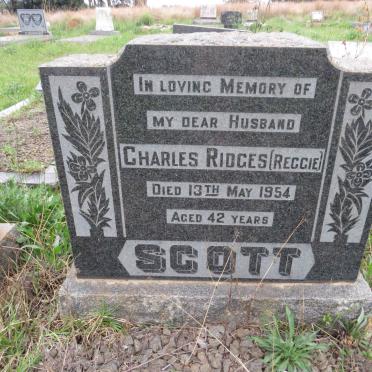 In Loving Memory of
my dear Husband
Charles Ridges (Reggie)
Died 13th May 1954
Aged 42 years
SCOTT